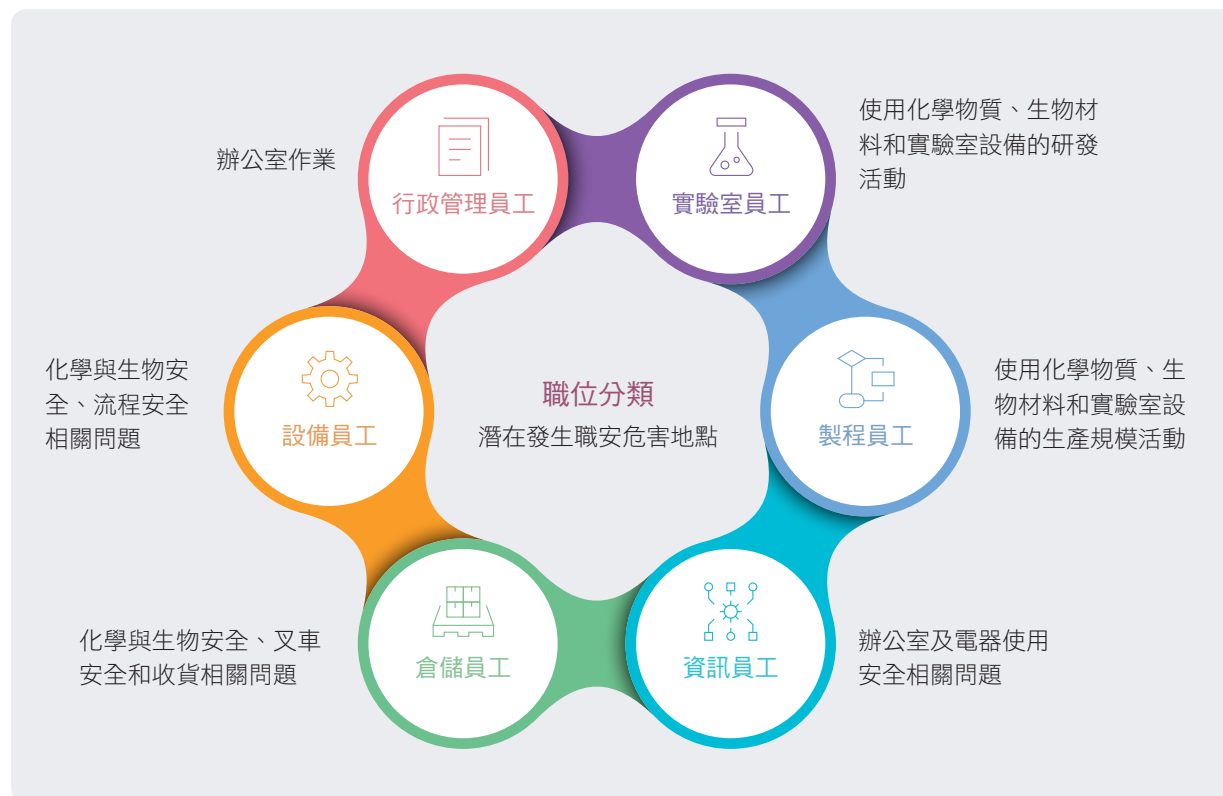 行政管理員工
辦公室作業
實驗室員工
使用化學物質、生物材
料和實驗室設備的研發
活動
製程員工
使用化學物質、生
物材料和實驗室設
備的生產規模活動
資訊員工
辦公室及電器使用
安全相關問題
倉儲員工
化學與生物安全、叉車
安全和收貨相關問題
設備員工
化學與生物安
全、流程安全
相關問題
職位分類
潛在發生職安危害地點